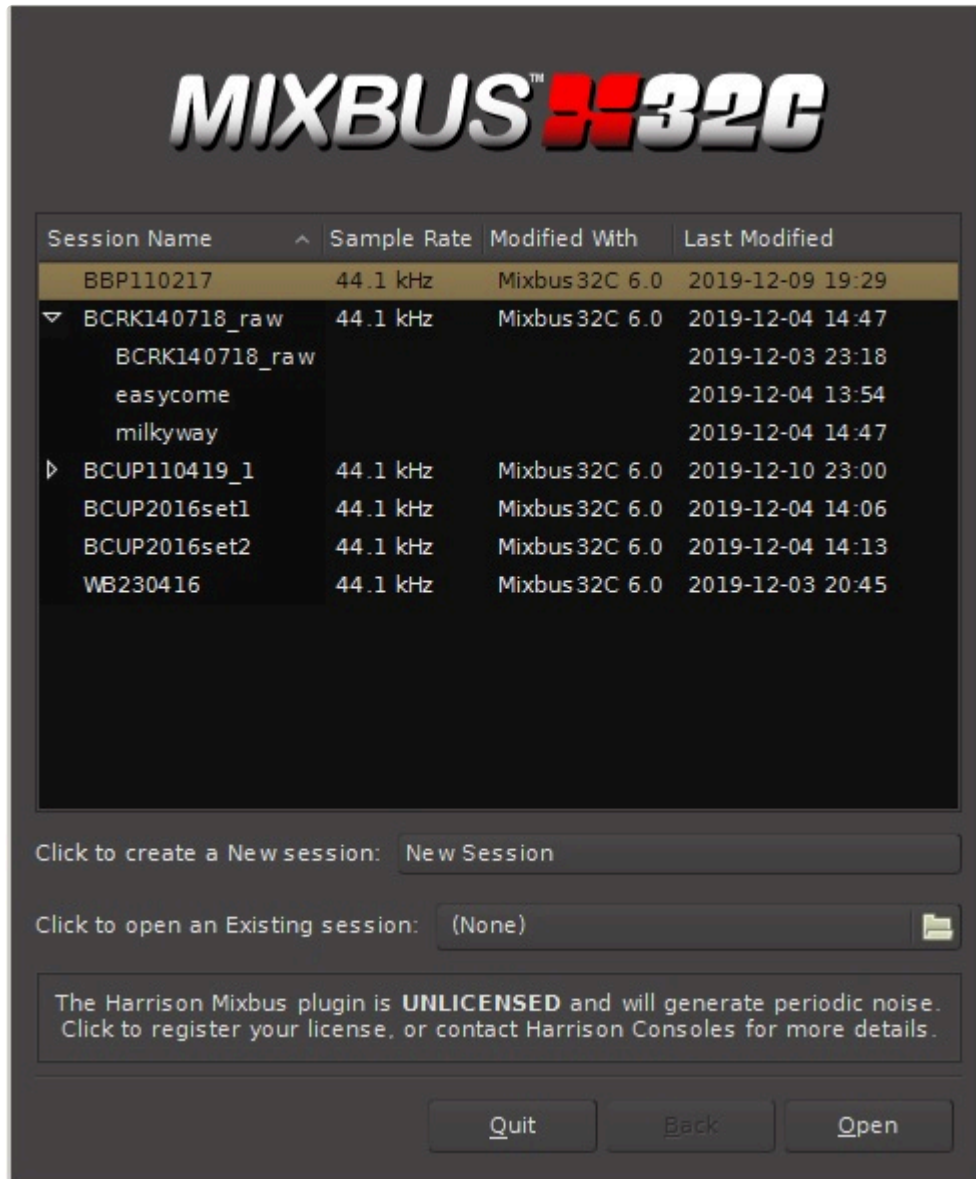 MIXBUS™ 32C
Session Name Sample Rate Modified With Last Modified
BBP110217 44.1 kHz Mixbus32C 6.0 2019-12-09 19:29
BCRK140718_raw 44.1 kHz Mixbus32C 6.0 2019-12-04 14:47
BCRK140718_raw 2019-12-03 23:18
easycome 2019-12-04 13:54
milkyway 2019-12-04 14:47
BCUP110419_1 44.1 kHz Mixbus32C 6.0 2019-12-10 23:00
BCUP2016set1 44.1 kHz Mixbus32C 6.0 2019-12-04 14:06
BCUP2016set2 44.1 kHz Mixbus32C 6.0 2019-12-04 14:13
WB230416 44.1 kHz Mixbus32C 6.0 2019-12-03 20:45
Click to create a New session: New Session
Click to open an Existing session: (None)
The Harrison Mixbus plugin is UNLICENSED and will generate periodic noise.
Click to register your license, or contact Harrison Consoles for more details.
Quit Back Open